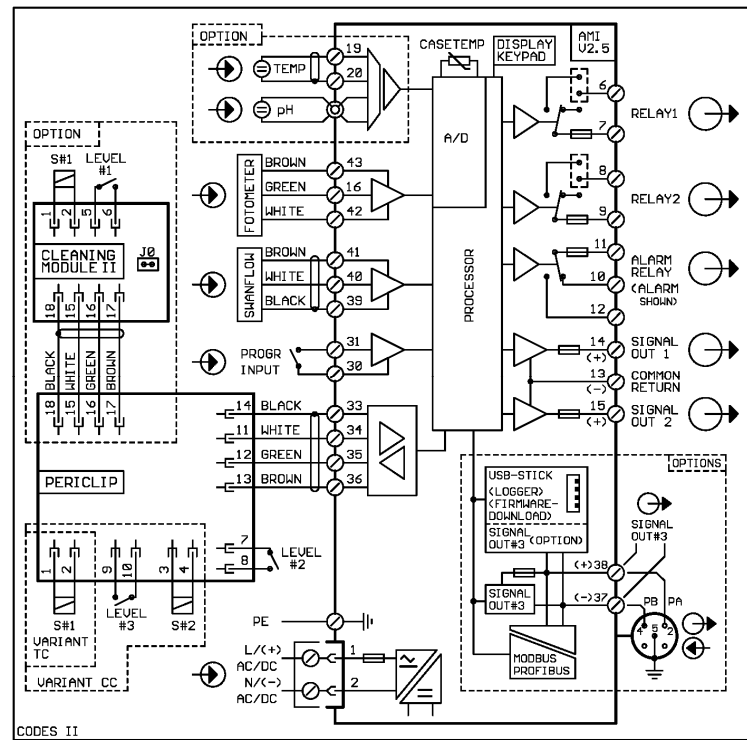 OPTION
19
20
TEMP
pH
CASETEMP
DISPLAY
KEYPAD
AMI
V2.5
A/D
PROCESSOR
6
7
RELAY1
8
9
RELAY2
11
10
12
ALARM
RELAY
(ALARM
SHOWN)
14
(+)
SIGNAL
OUT 1
13
(-)
COMMON
RETURN
15
(+)
SIGNAL
OUT 2
FOTOMETER
BROWN
43
GREEN
16
WHITE
42
SWANFLOW
BROWN
41
WHITE
40
BLACK
39
PROGR
INPUT
31
30
OPTION
S#1
LEVEL
#1
1
2
5
6
CLEANING
MODULE II
J0
18
15
16
17
BLACK
WHITE
GREEN
BROWN
18
15
16
17
14
BLACK
33
11
WHITE
34
12
GREEN
35
13
BROWN
36
PERICLIP
7
8
LEVEL
#2
1
2
9
10
3
4
S#1
LEVEL
#3
S#2
VARIANT
TC
VARIANT CC
PE
L/(+)
AC/DC
1
N/(-)
AC/DC
2
OPTIONS
USB-STICK
(LOGGER)
(FIRMWARE-
DOWNLOAD)
SIGNAL
OUT#3 (OPTION)
SIGNAL
OUT#3
SIGNAL
OUT#3
(+)38
(-)37
PB
PA
4
5
2
MODBUS
PROFIBUS
CODES II